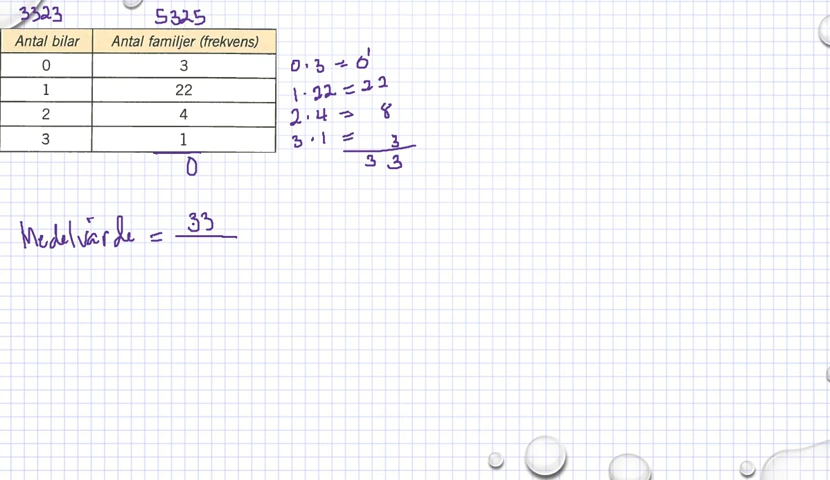 3323 5325
Antal bilar Antal familjer (frekvens)
0 3
1 22
2 4
3 1
0
0·3 = 0
1·22 = 22
2·4 = 8
3·1 = 3
33
Medelvärde = 33